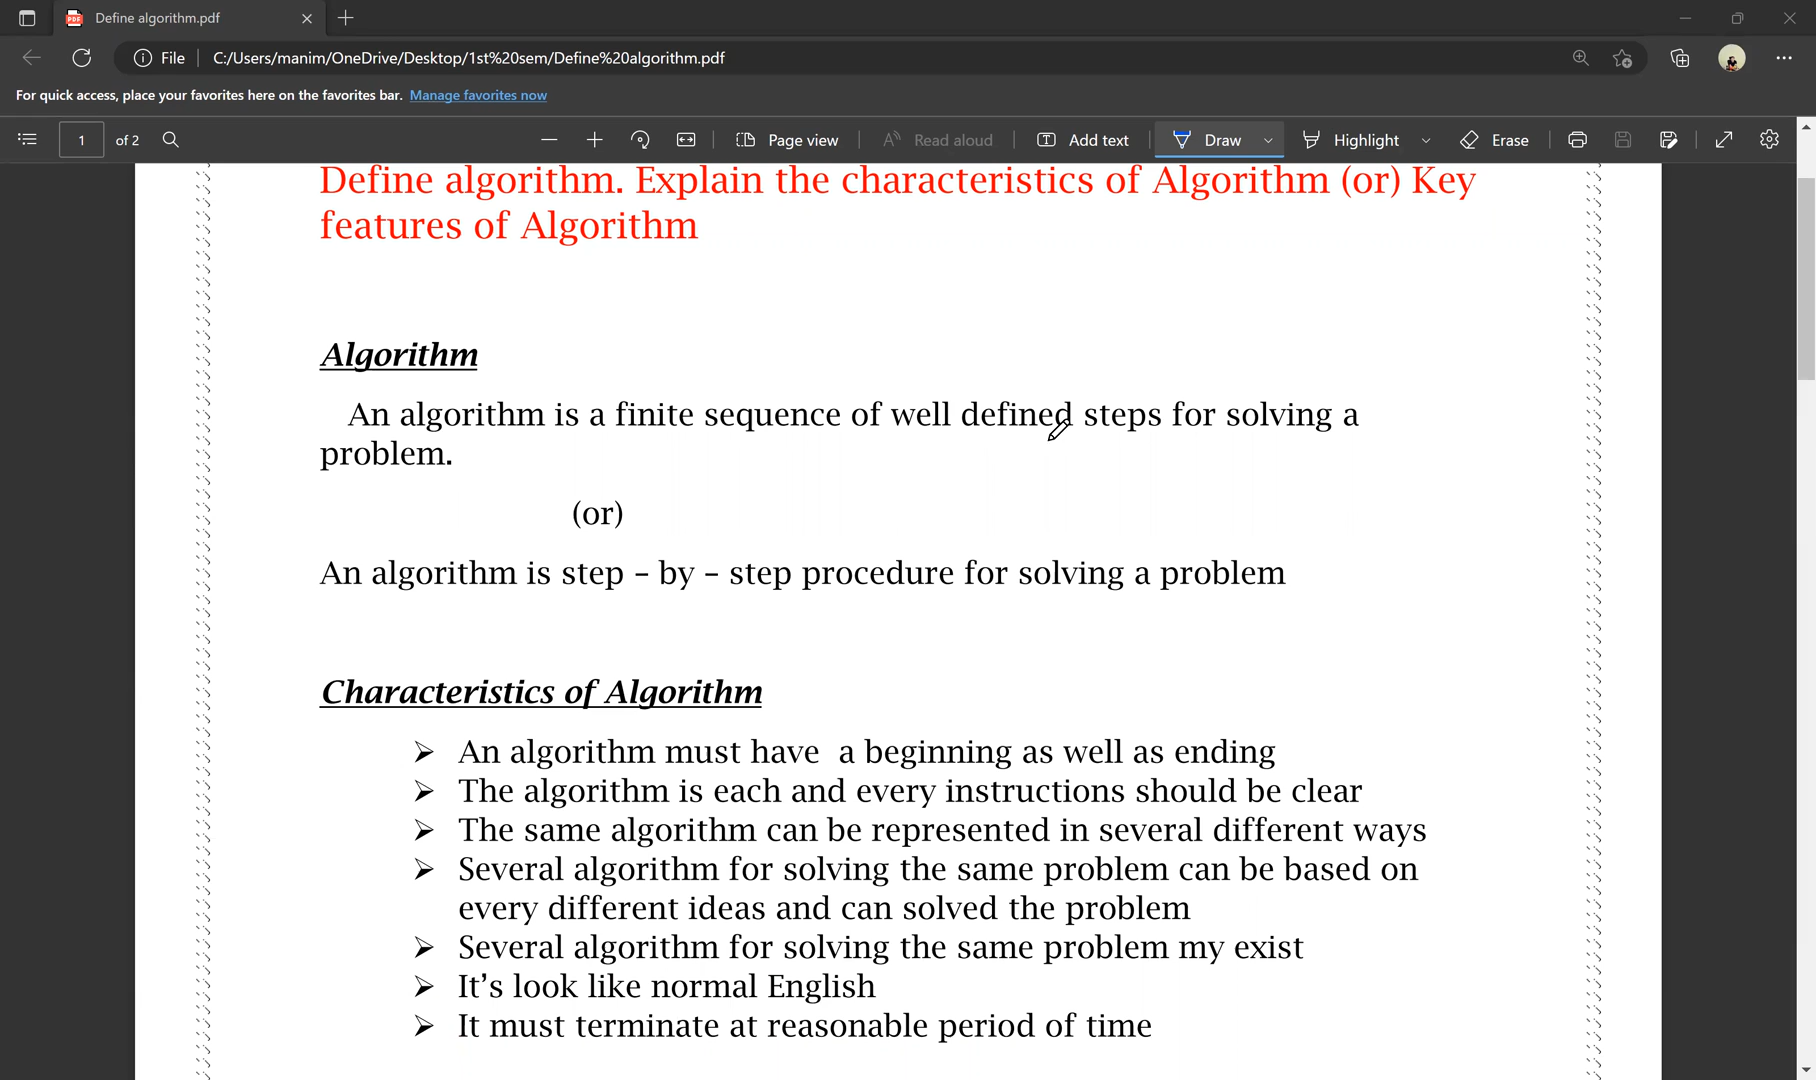 Define algorithm.pdf
File
C:/Users/manim/OneDrive/Desktop/1st%20sem/Define%20algorithm.pdf
For quick access, place your favorites here on the favorites bar. Manage favorites now
1 of 2
Page view
Read aloud
Add text
Draw
Highlight
Erase
Define algorithm. Explain the characteristics of Algorithm (or) Key
features of Algorithm
Algorithm
An algorithm is a finite sequence of well defined steps for solving a
problem.
(or)
An algorithm is step – by – step procedure for solving a problem
Characteristics of Algorithm
➢ An algorithm must have a beginning as well as ending
➢ The algorithm is each and every instructions should be clear
➢ The same algorithm can be represented in several different ways
➢ Several algorithm for solving the same problem can be based on
every different ideas and can solved the problem
➢ Several algorithm for solving the same problem my exist
➢ It’s look like normal English
➢ It must terminate at reasonable period of time